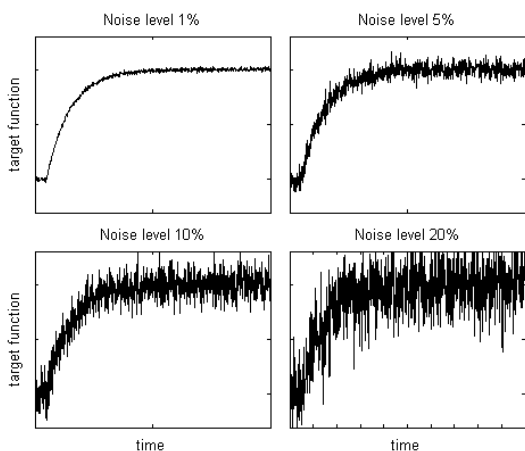 Noise level 1%
Noise level 5%
target function
Noise level 10%
Noise level 20%
target function
time
time